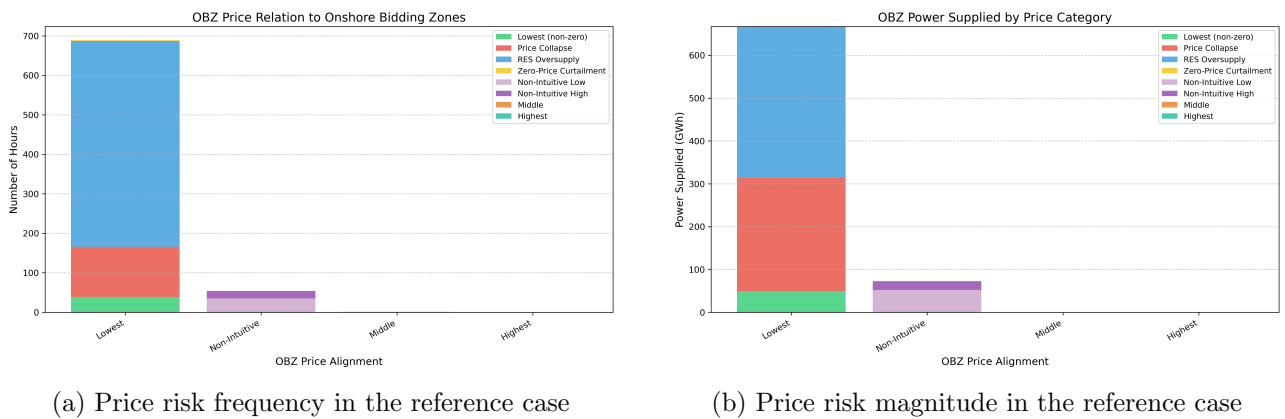 OBZ Price Relation to Onshore Bidding Zones
Number of Hours
700
600
500
400
300
200
100
0
Lowest (non-zero)
Price Collapse
RES Oversupply
Zero-Price Curtailment
Non-Intuitive Low
Non-Intuitive High
Middle
Highest
Lowest
Non-Intuitive
Middle
Highest
OBZ Price Alignment
(a) Price risk frequency in the reference case
OBZ Power Supplied by Price Category
Power Supplied (GWh)
600
500
400
300
200
100
0
Lowest (non-zero)
Price Collapse
RES Oversupply
Zero-Price Curtailment
Non-Intuitive Low
Non-Intuitive High
Middle
Highest
Lowest
Non-Intuitive
Middle
Highest
OBZ Price Alignment
(b) Price risk magnitude in the reference case